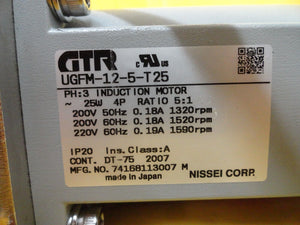 GTR
UGFM-12-5-T25
PH:3 INDUCTION MOTOR
~ 25W 4P RATIO 5:1
200V 50Hz 0.18A 1320rpm
200V 60Hz 0.18A 1520rpm
220V 60Hz 0.19A 1590rpm
IP20 Ins.Class:A
CONT. DT-75 2007
MFG.NO.74168113007 M
made in Japan NISSEI CORP.